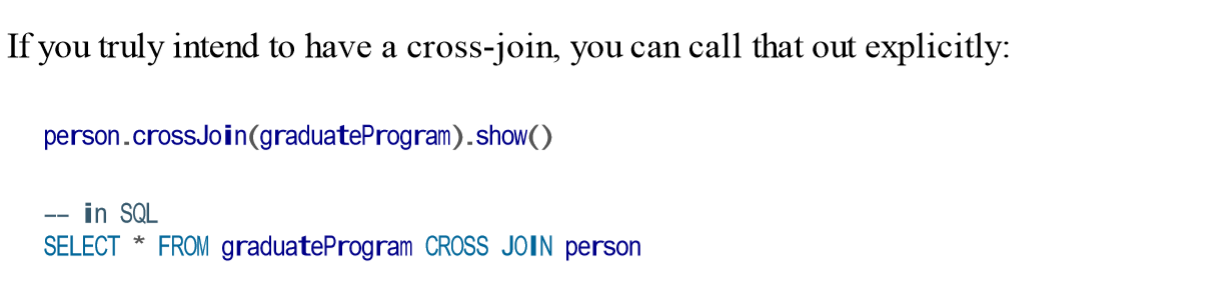 If you truly intend to have a cross-join, you can call that out explicitly:
person.crossJoin(graduateProgram).show()
-- in SQL
SELECT * FROM graduateProgram CROSS JOIN person